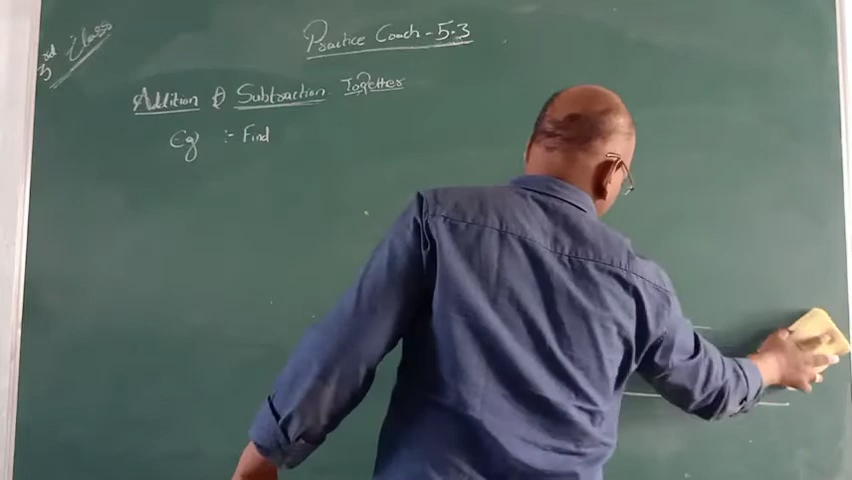 3rd class
Practice Coach - 5.3
Addition & Subtraction Together
Eg :- Find